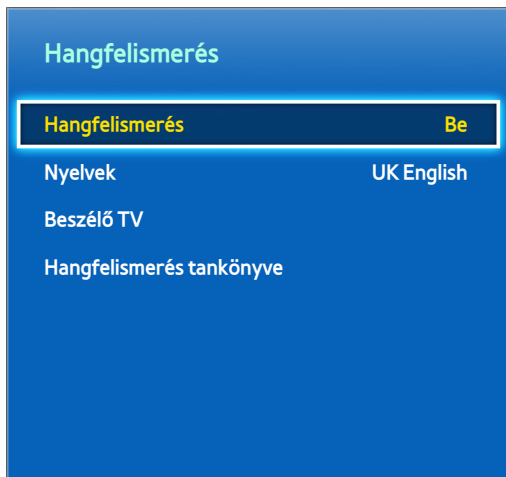 Hangfelismerés
Hangfelismerés Be
Nyelvek UK English
Beszélő TV
Hangfelismerés tankönyve